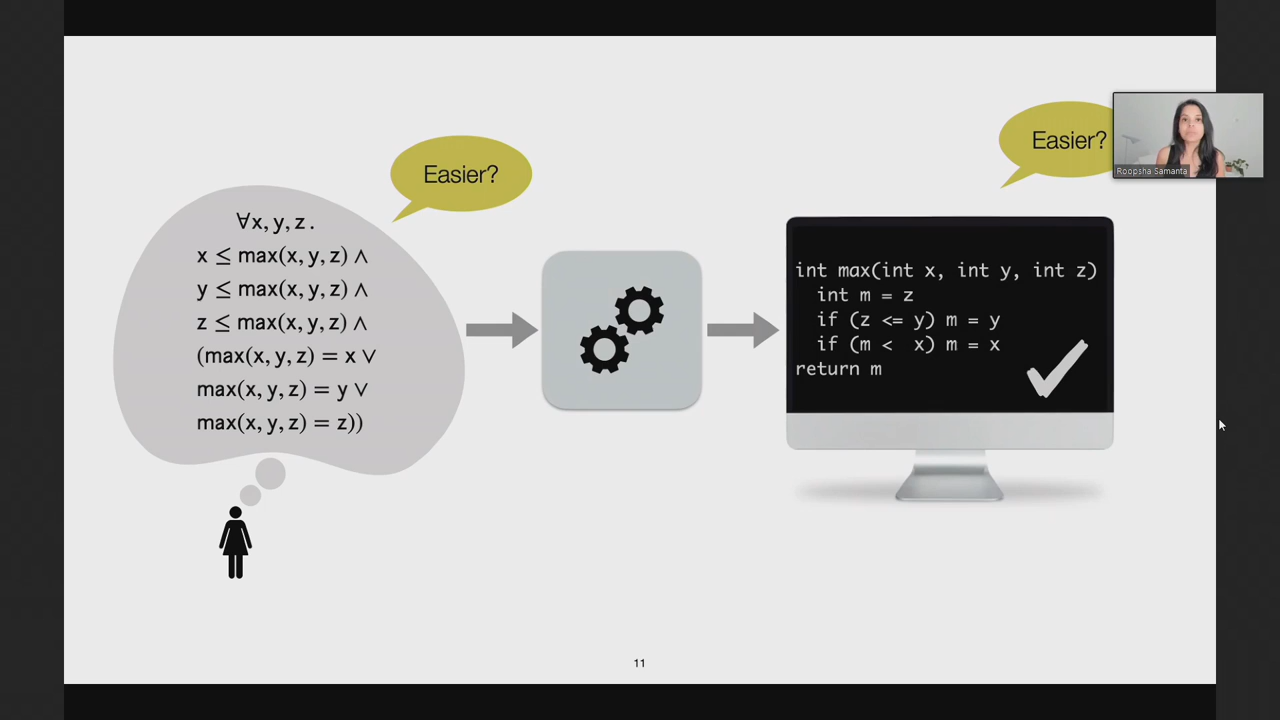 Easier?
∀x, y, z .
x ≤ max(x, y, z) ∧
y ≤ max(x, y, z) ∧
z ≤ max(x, y, z) ∧
(max(x, y, z) = x ∨
max(x, y, z) = y ∨
max(x, y, z) = z))
Easier?
int max(int x, int y, int z)
int m = z
if (z <= y) m = y
if (m <  x) m = x
return m
Roopsha Samanta
11